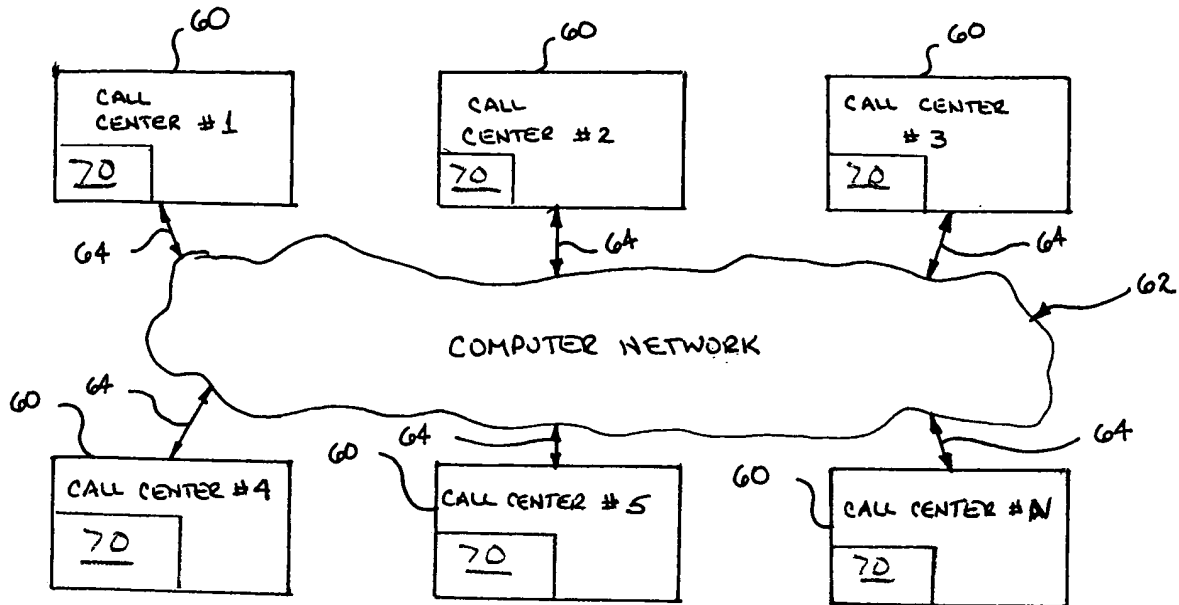 60
60
60
CALL
CENTER #1
70
CALL
CENTER #2
70
CALL CENTER
#3
70
64
64
64
62
COMPUTER NETWORK
64
64
64
60
60
60
CALL CENTER #4
70
CALL CENTER #5
70
CALL CENTER #N
70